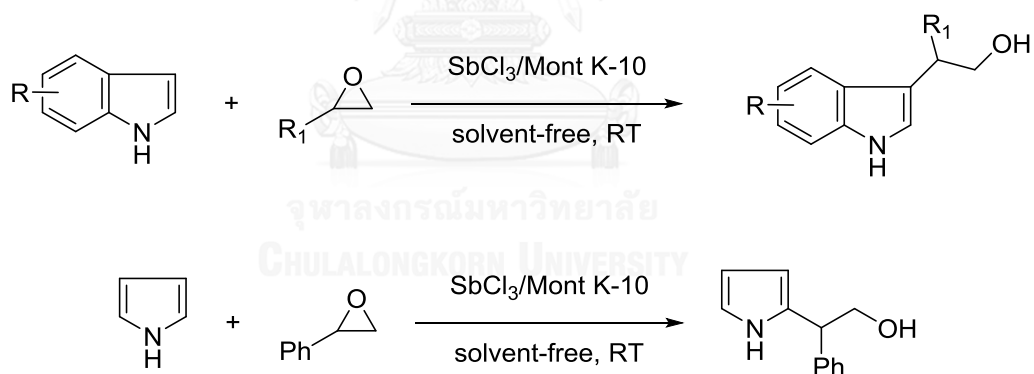 R
N
H
+
O
R1
SbCl3/Mont K-10
solvent-free, RT
R
N
H
R1
OH
จุฬาลงกรณ์มหาวิทยาลัย
CHULALONGKORN UNIVERSITY
N
H
+
O
Ph
SbCl3/Mont K-10
solvent-free, RT
N
H
OH
Ph